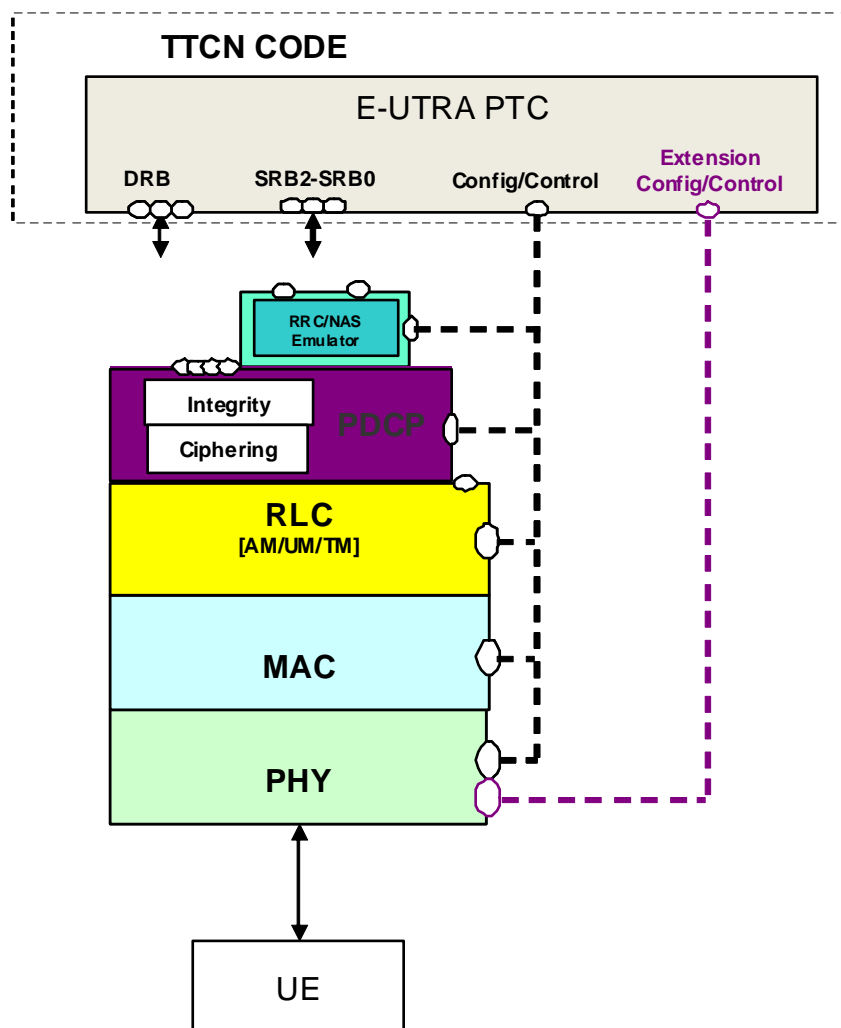 TTCN CODE
E-UTRA PTC
DRB
SRB2-SRB0
Config/Control
Extension
Config/Control
RRC/NAS
Emulator
Integrity
Ciphering
PDCP
RLC
[AM/UM/TM]
MAC
PHY
UE